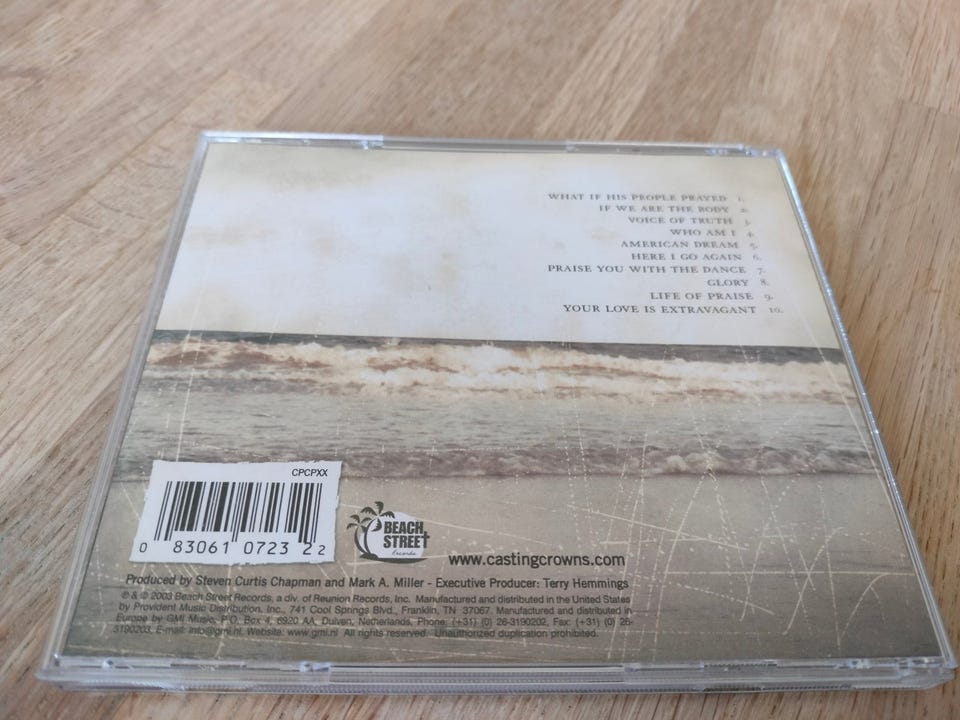 WHAT IF HIS PEOPLE PRAYED 1.
IF WE ARE THE BODY 2.
VOICE OF TRUTH 3.
WHO AM I 4.
AMERICAN DREAM 5.
HERE I GO AGAIN 6.
PRAISE YOU WITH THE DANCE 7.
GLORY 8.
LIFE OF PRAISE 9.
YOUR LOVE IS EXTRAVAGANT 10.
CPCPXX
0 83061 0723 2 2
BEACH
STREET
Records
www.castingcrowns.com
Produced by Steven Curtis Chapman and Mark A. Miller - Executive Producer: Terry Hemmings
℗ & © 2003 Beach Street Records, a div. of Reunion Records, Inc. Manufactured and distributed in the United States
by Provident Music Distribution, Inc., 741 Cool Springs Blvd., Franklin, TN 37067. Manufactured and distributed in
Europe by GMI Music, P.O. Box 4, 6920 AA, Duiven, Netherlands, Phone: (+31) (0) 26-3190202, Fax: (+31) (0) 26-
3190203, E-mail: info@gmi.nl, Website: www.gmi.nl All rights reserved. Unauthorized duplication prohibited.